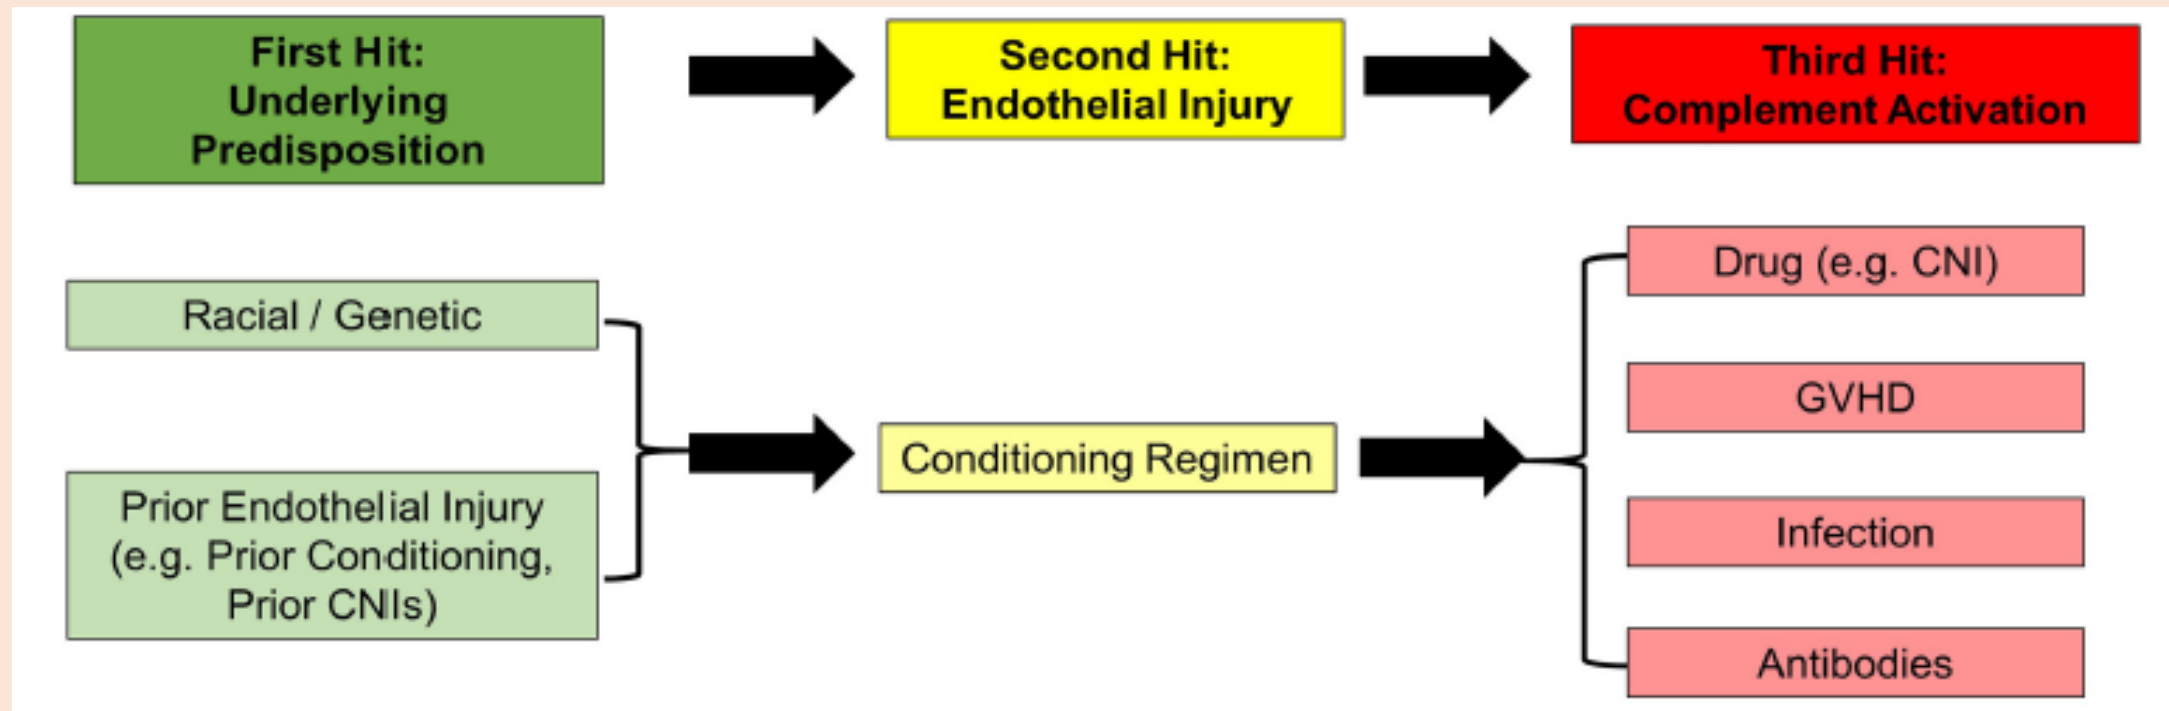 First Hit:
Underlying
Predisposition
Second Hit:
Endothelial Injury
Third Hit:
Complement Activation
Racial / Genetic
Prior Endothelial Injury
(e.g. Prior Conditioning,
Prior CNIIs)
Conditioning Regimen
Drug (e.g. CNI)
GVHD
Infection
Antibodies